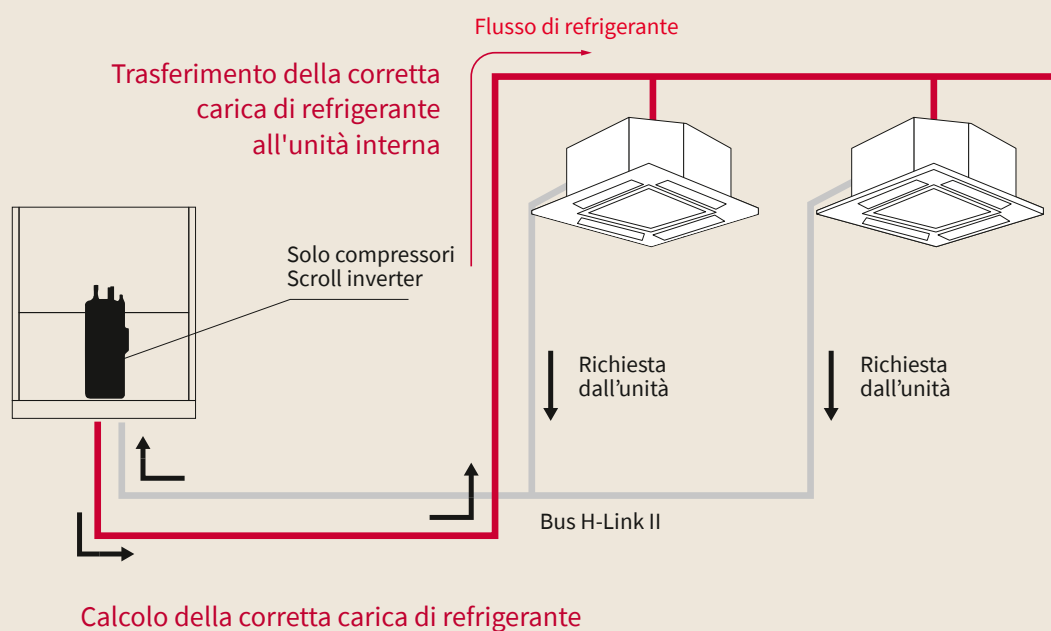 Flusso di refrigerante
Trasferimento della corretta
carica di refrigerante
all'unità interna
Solo compressori
Scroll inverter
Richiesta
dall’unità
Richiesta
dall’unità
Bus H-Link II
Calcolo della corretta carica di refrigerante